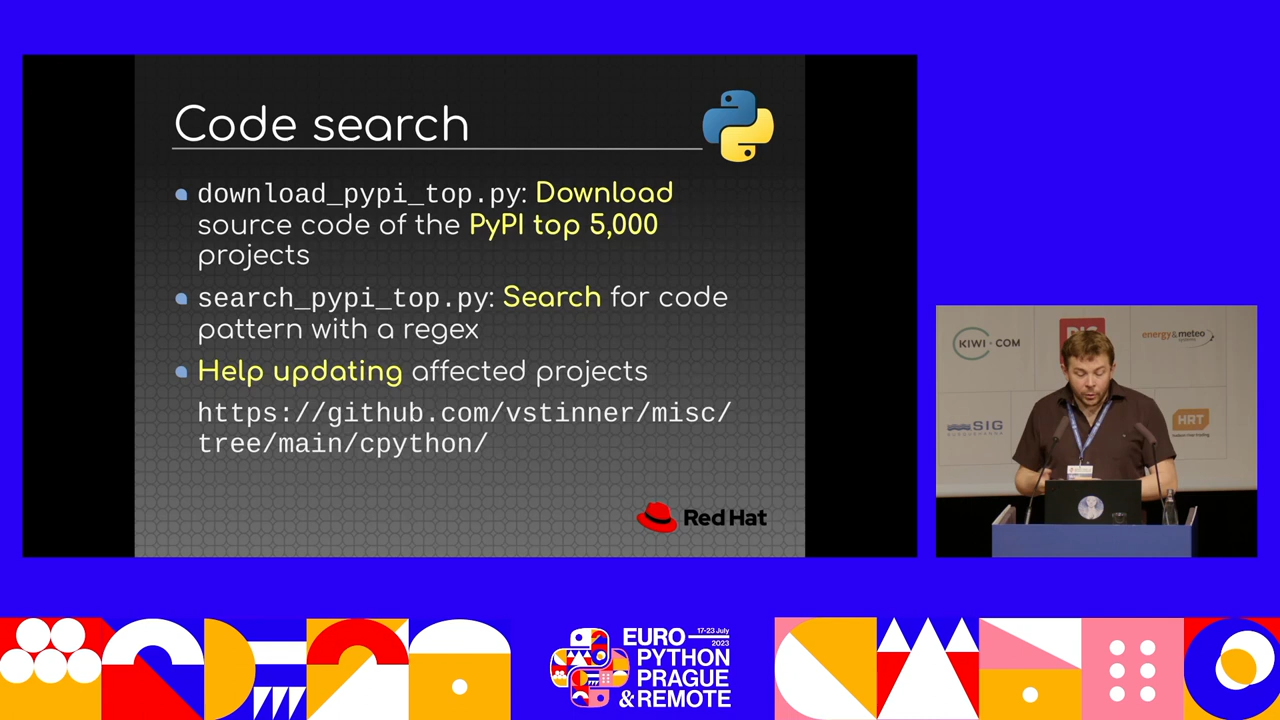 Code search
download_pypi_top.py: Download
source code of the PyPI top 5,000
projects
search_pypi_top.py: Search for code
pattern with a regex
Help updating affected projects
https://github.com/vstinner/misc/
tree/main/cpython/
Red Hat
KIWI.COM
energy & meteo
systems
SIG
HRT
EURO
17-23 July
2023
PYTHON
PRAGUE
& REMOTE